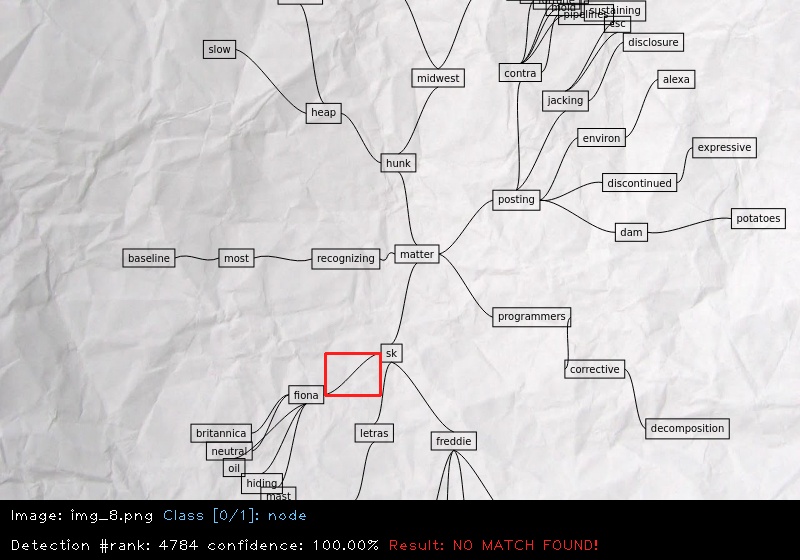 sustaining
pipelines
esc
disclosure
slow
midwest
contra
alexa
jacking
heap
environ
expressive
hunk
discontinued
posting
potatoes
dam
matter
baseline
most
recognizing
programmers
sk
corrective
fiona
britannica
letras
decomposition
freddie
neutral
oil
hiding
mast
Image: img_8.png Class [0/1]: node
Detection #rank: 4784 confidence: 100.00% Result: NO MATCH FOUND!